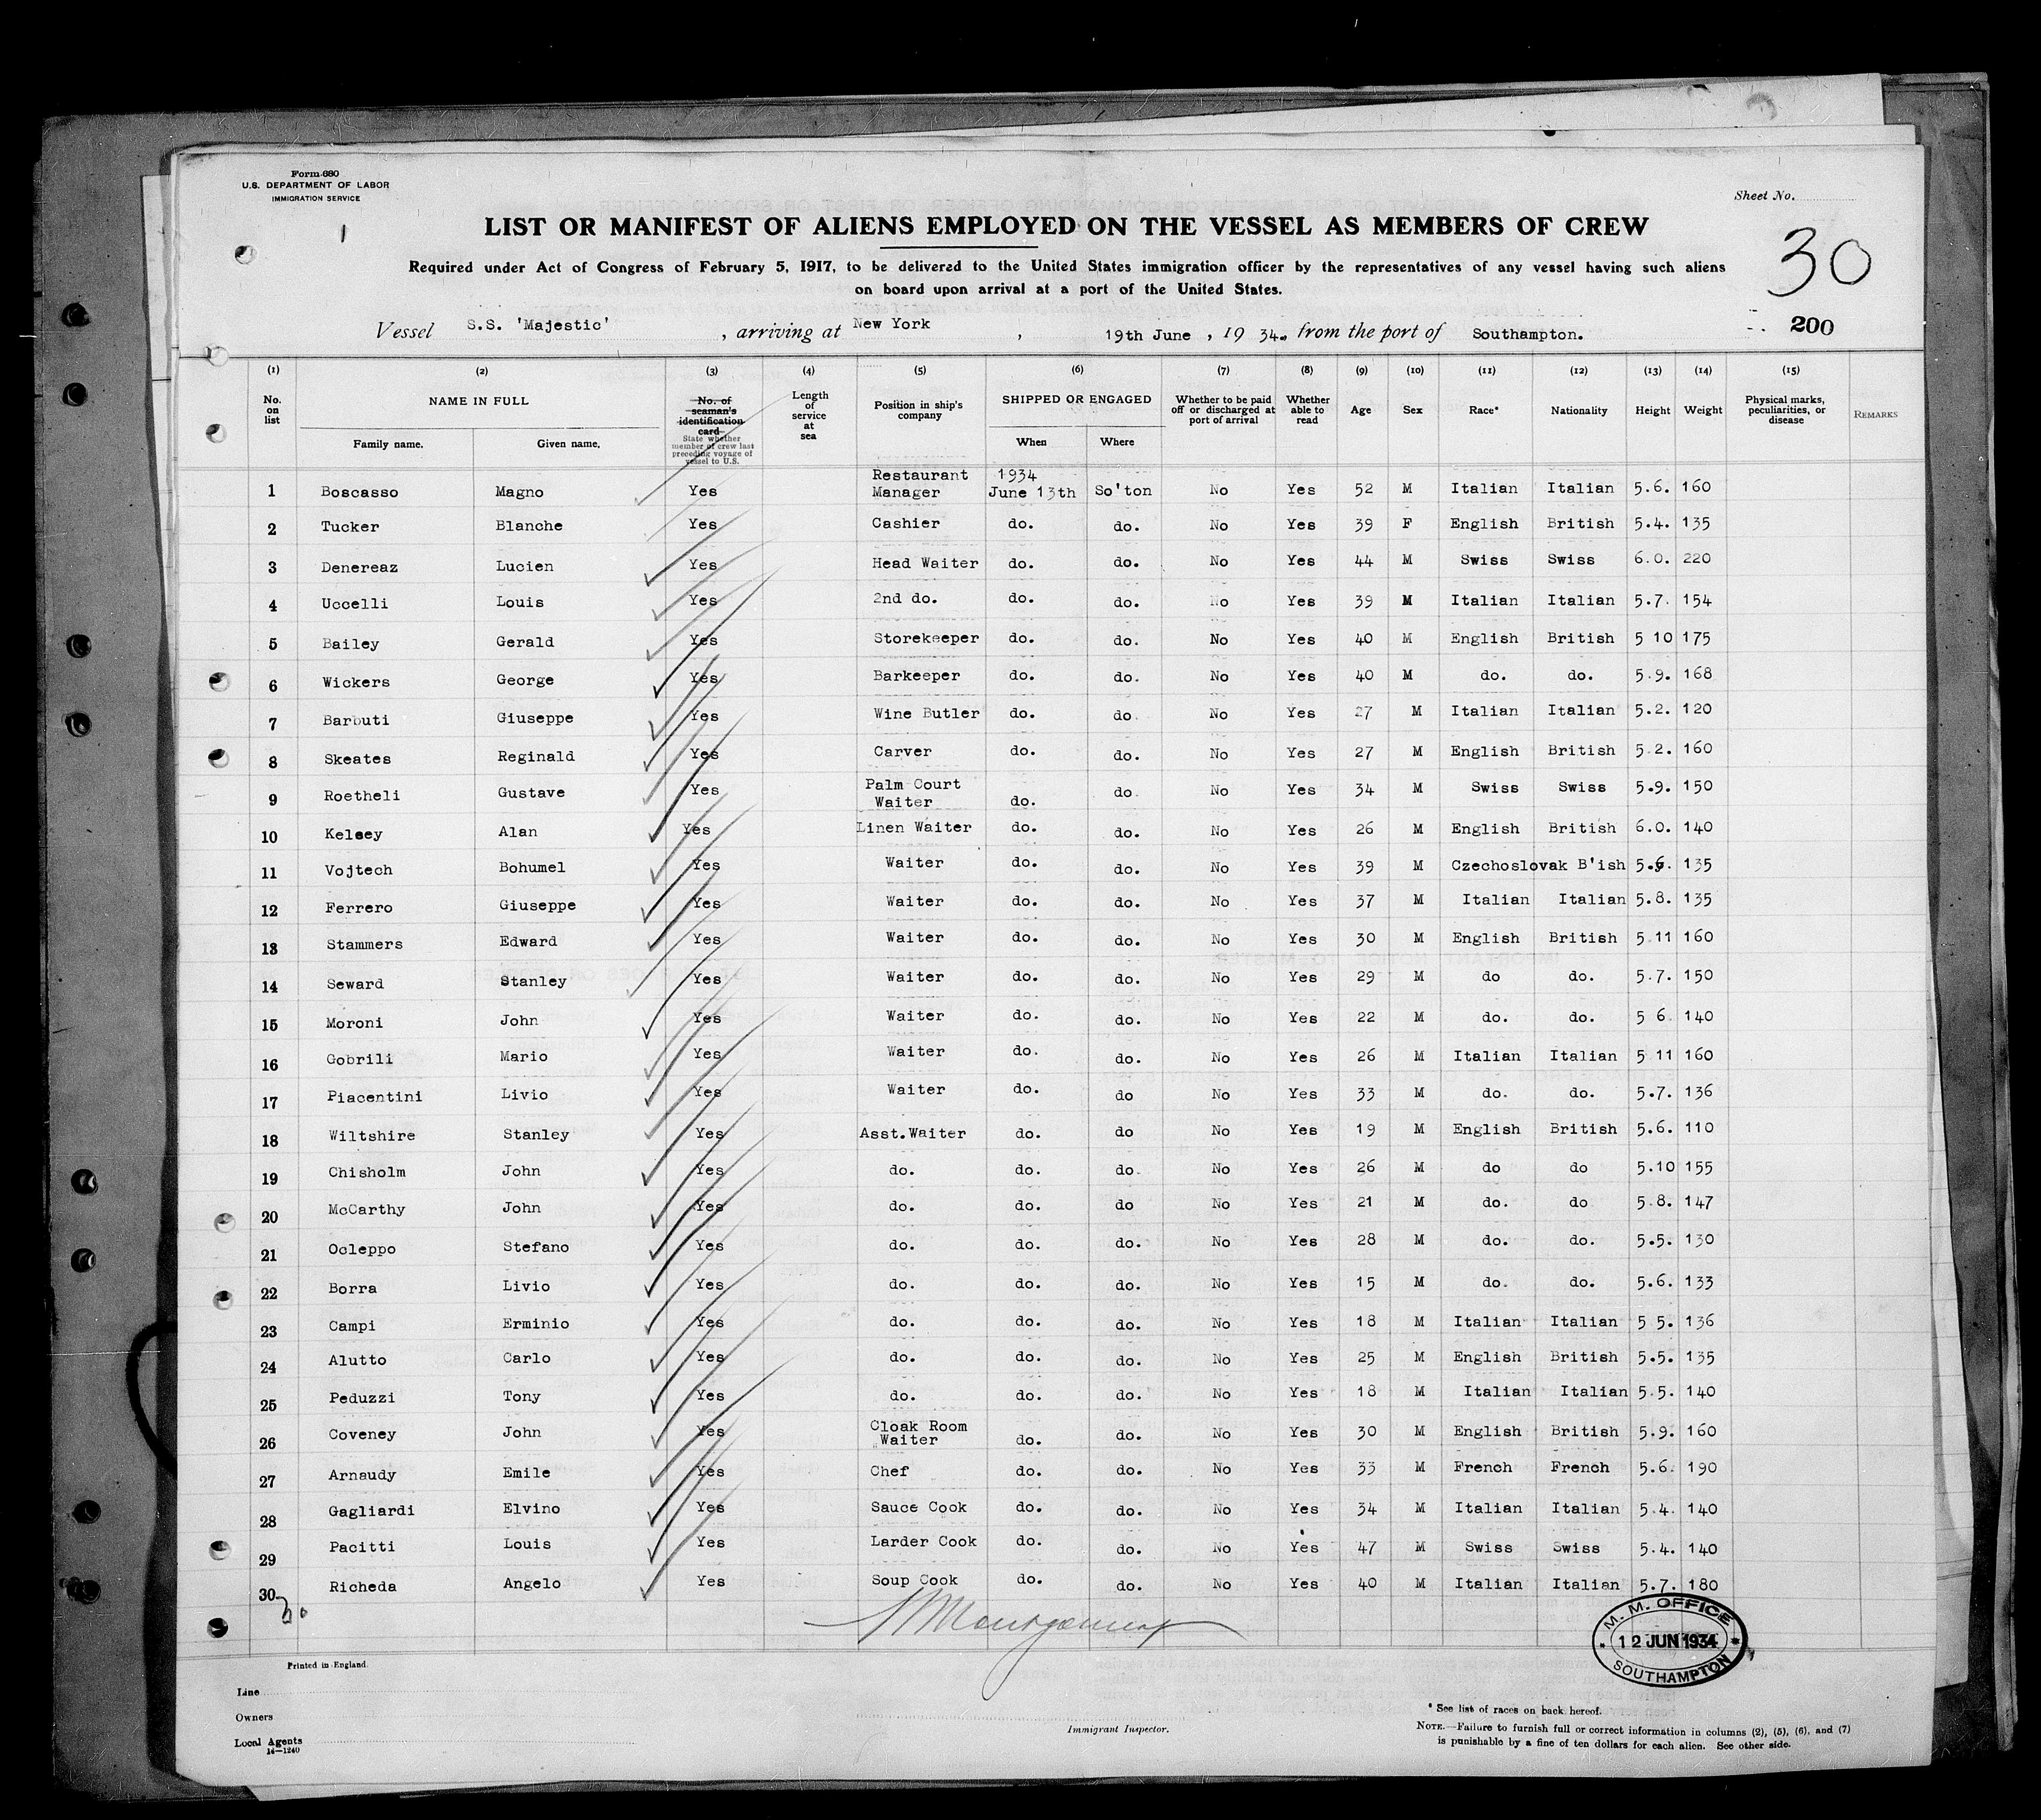 Form 680
U.S. DEPARTMENT OF LABOR
IMMIGRATION SERVICE
Sheet No.
1
LIST OR MANIFEST OF ALIENS EMPLOYED ON THE VESSEL AS MEMBERS OF CREW
30
Required under Act of Congress of February 5, 1917, to be delivered to the United States immigration officer by the representatives of any vessel having such aliens
on board upon arrival at a port of the United States.
200
Vessel S.S. 'Majestic' , arriving at New York , 19th June , 19 34., from the port of Southampton.
(1) (2) (3) (4) (5) (6) (7) (8) (9) (10) (11) (12) (13) (14) (15)
No. on list NAME IN FULL Family name. Given name. No. of seaman's identification card State whether member of crew last preceding voyage of vessel to U.S. Length of service at sea Position in ship's company SHIPPED OR ENGAGED When Where Whether to be paid off or discharged at port of arrival Whether able to read Age Sex Race* Nationality Height Weight Physical marks, peculiarities, or disease REMARKS
1 Boscasso Magno Yes Restaurant Manager 1934 June 13th So'ton No Yes 52 M Italian Italian 5.6. 160
2 Tucker Blanche Yes Cashier do. do. No Yes 39 F English British 5.4. 135
3 Denereaz Lucien Yes Head Waiter do. do. No Yes 44 M Swiss Swiss 6.0. 220
4 Uccelli Louis Yes 2nd do. do. do. No Yes 39 M Italian Italian 5.7. 154
5 Bailey Gerald Yes Storekeeper do. do. No Yes 40 M English British 5 10 175
6 Wickers George Yes Barkeeper do. do. No Yes 40 M do. do. 5.9. 168
7 Barbuti Giuseppe Yes Wine Butler do. do. No Yes 27 M Italian Italian 5.2. 120
8 Skeates Reginald Yes Carver do. do. No Yes 27 M English British 5.2. 160
9 Roetheli Gustave Yes Palm Court Waiter do. do No Yes 34 M Swiss Swiss 5.9. 150
10 Kelsey Alan Yes Linen Waiter do. do. No Yes 26 M English British 6.0. 140
11 Vojtech Bohumel Yes Waiter do. do. No Yes 39 M Czechoslovak B'ish 5.6. 135
12 Ferrero Giuseppe Yes Waiter do. do. No Yes 37 M Italian Italian 5.8. 135
13 Stammers Edward Yes Waiter do. do. No Yes 30 M English British 5 11 160
14 Seward Stanley Yes Waiter do. do. No Yes 29 M do do. 5.7. 150
15 Moroni John Yes Waiter do. do. No Yes 22 M do. do. 5 6. 140
16 Gobrili Mario Yes Waiter do. do. No Yes 26 M Italian Italian 5 11 160
17 Piacentini Livio Yes Waiter do. do No Yes 33 M do. do. 5.7. 136
18 Wiltshire Stanley Yes Asst.Waiter do. do No Yes 19 M English British 5.6. 110
19 Chisholm John Yes do. do. do. No Yes 26 M do do 5.10 155
20 McCarthy John Yes do. do. do No Yes 21 M do. do 5.8. 147
21 Ocleppo Stefano Yes do. do. do. No Yes 28 M do. do. 5.5. 130
22 Borra Livio Yes do. do. do. No Yes 15 M do. do. 5.6. 133
23 Campi Erminio Yes do. do. do. No Yes 18 M Italian Italian 5 5. 136
24 Alutto Carlo Yes do. do. do. No Yes 25 M English British 5.5. 135
25 Peduzzi Tony Yes do. do. do. No Yes 18 M Italian Italian 5.5. 140
26 Coveney John Yes Cloak Room Waiter do. do. No Yes 30 M English British 5.9. 160
27 Arnaudy Emile Yes Chef do. do. No Yes 33 M French French 5.6. 190
28 Gagliardi Elvino Yes Sauce Cook do. do. No Yes 34 M Italian Italian 5.4. 140
29 Pacitti Louis Yes Larder Cook do. do. No Yes 47 M Swiss Swiss 5.4. 140
30 Richeda Angelo Yes Soup Cook do. do. No Yes 40 M Italian Italian 5.7. 180
30
Montgomery
M. M. OFFICE
12 JUN 1934
SOUTHAMPTON
Printed in England.
Line
Owners
Local Agents
14—1240
Immigrant Inspector.
* See list of races on back hereof.
NOTE.—Failure to furnish full or correct information in columns (2), (5), (6), and (7)
is punishable by a fine of ten dollars for each alien. See other side.